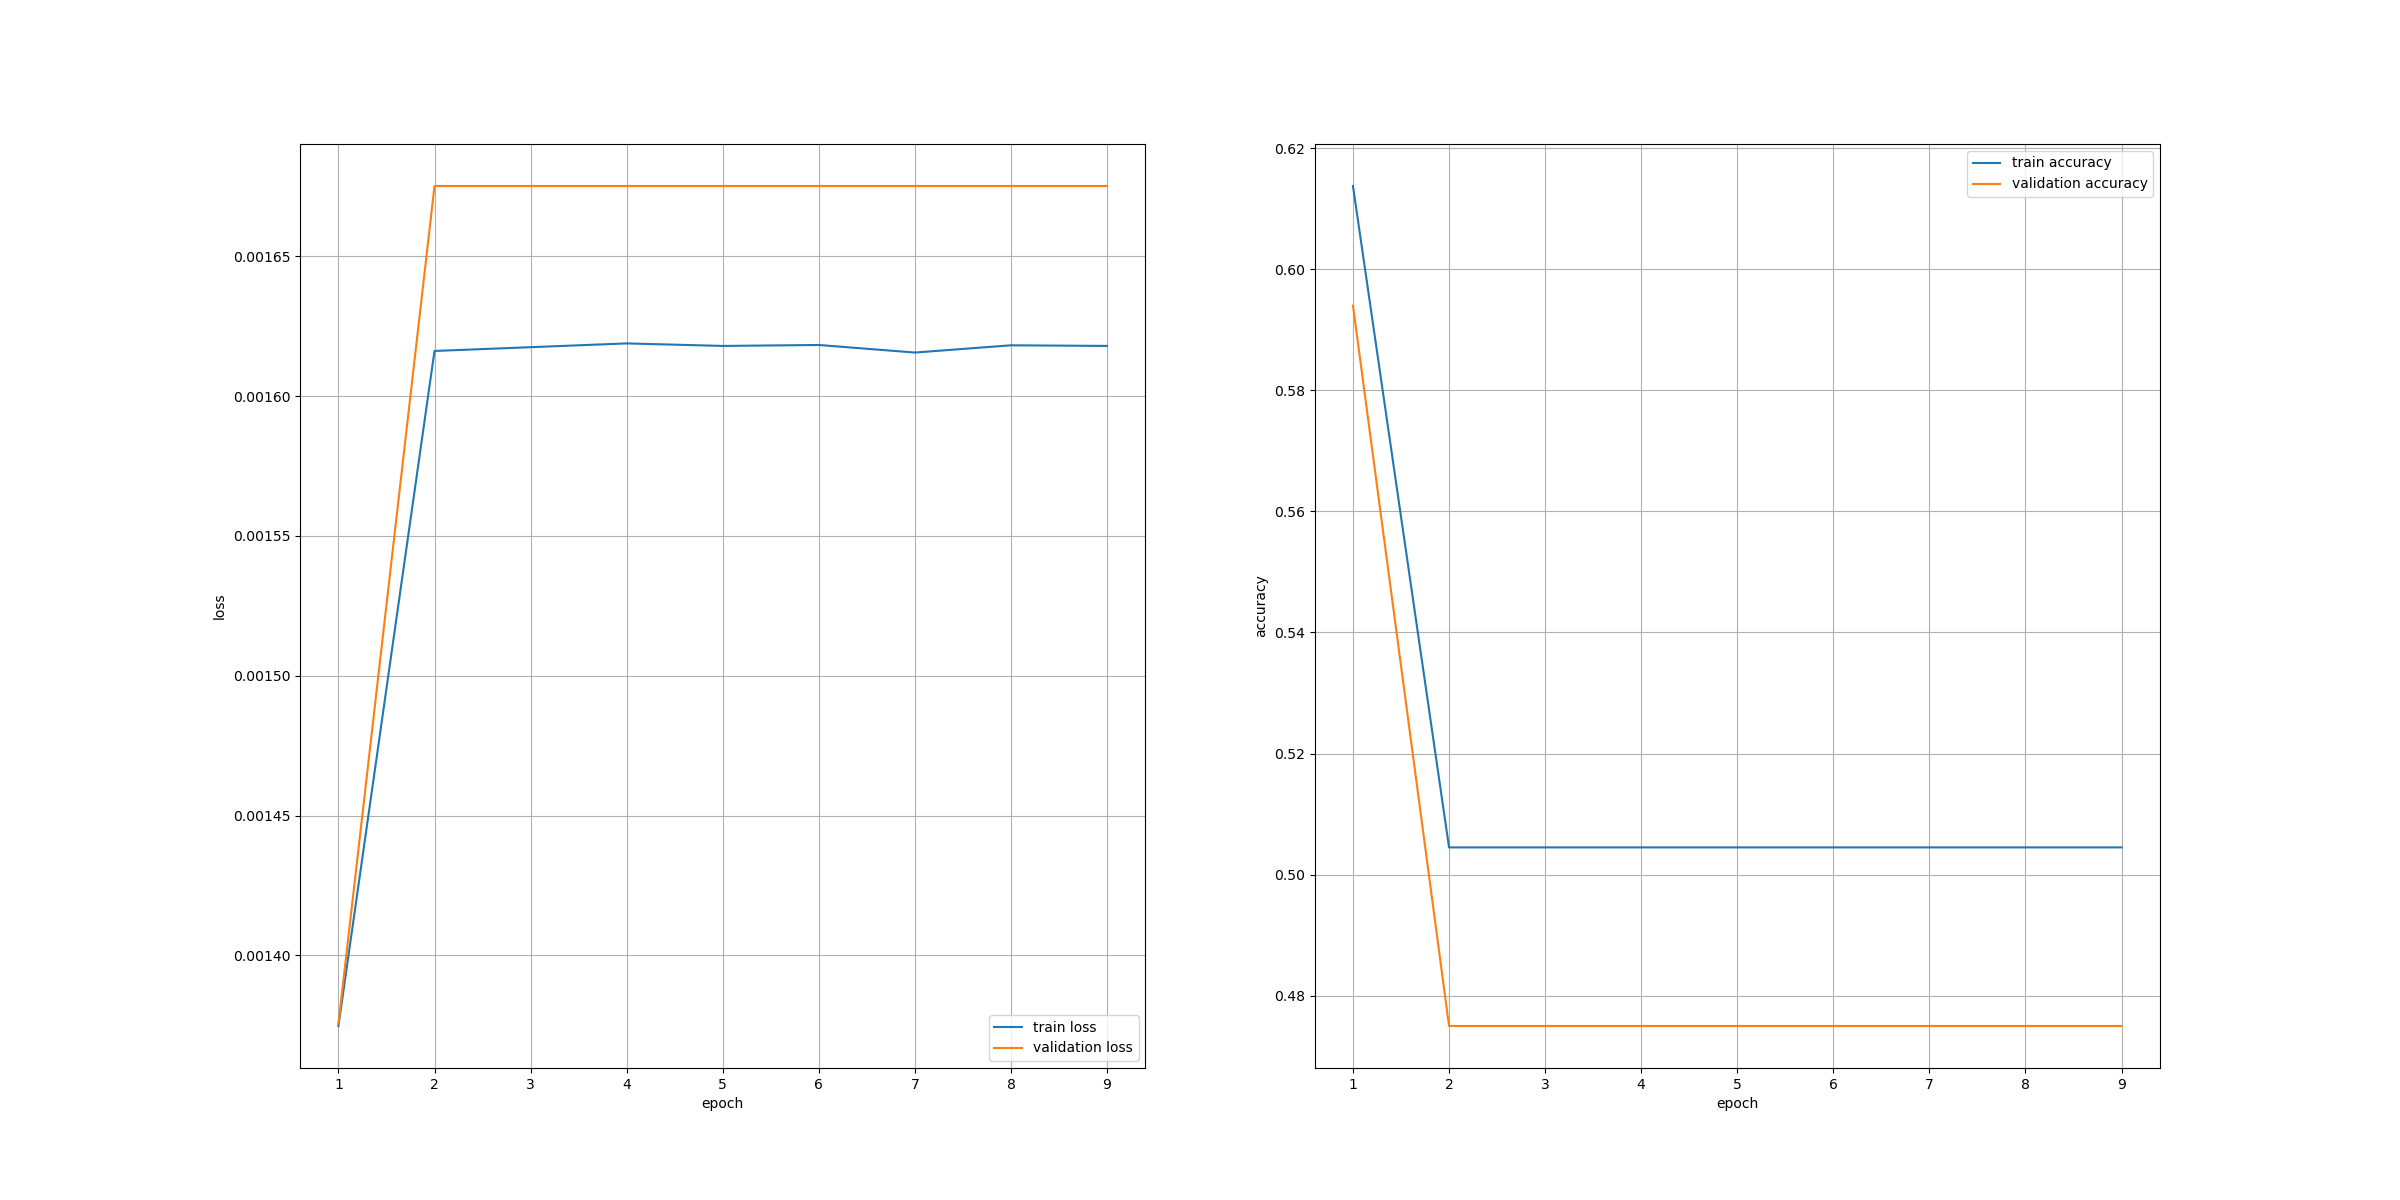 loss
0.00165
0.00160
0.00155
0.00150
0.00145
0.00140
1 2 3 4 5 6 7 8 9
epoch
train loss
validation loss
accuracy
0.62
0.60
0.58
0.56
0.54
0.52
0.50
0.48
1 2 3 4 5 6 7 8 9
epoch
train accuracy
validation accuracy